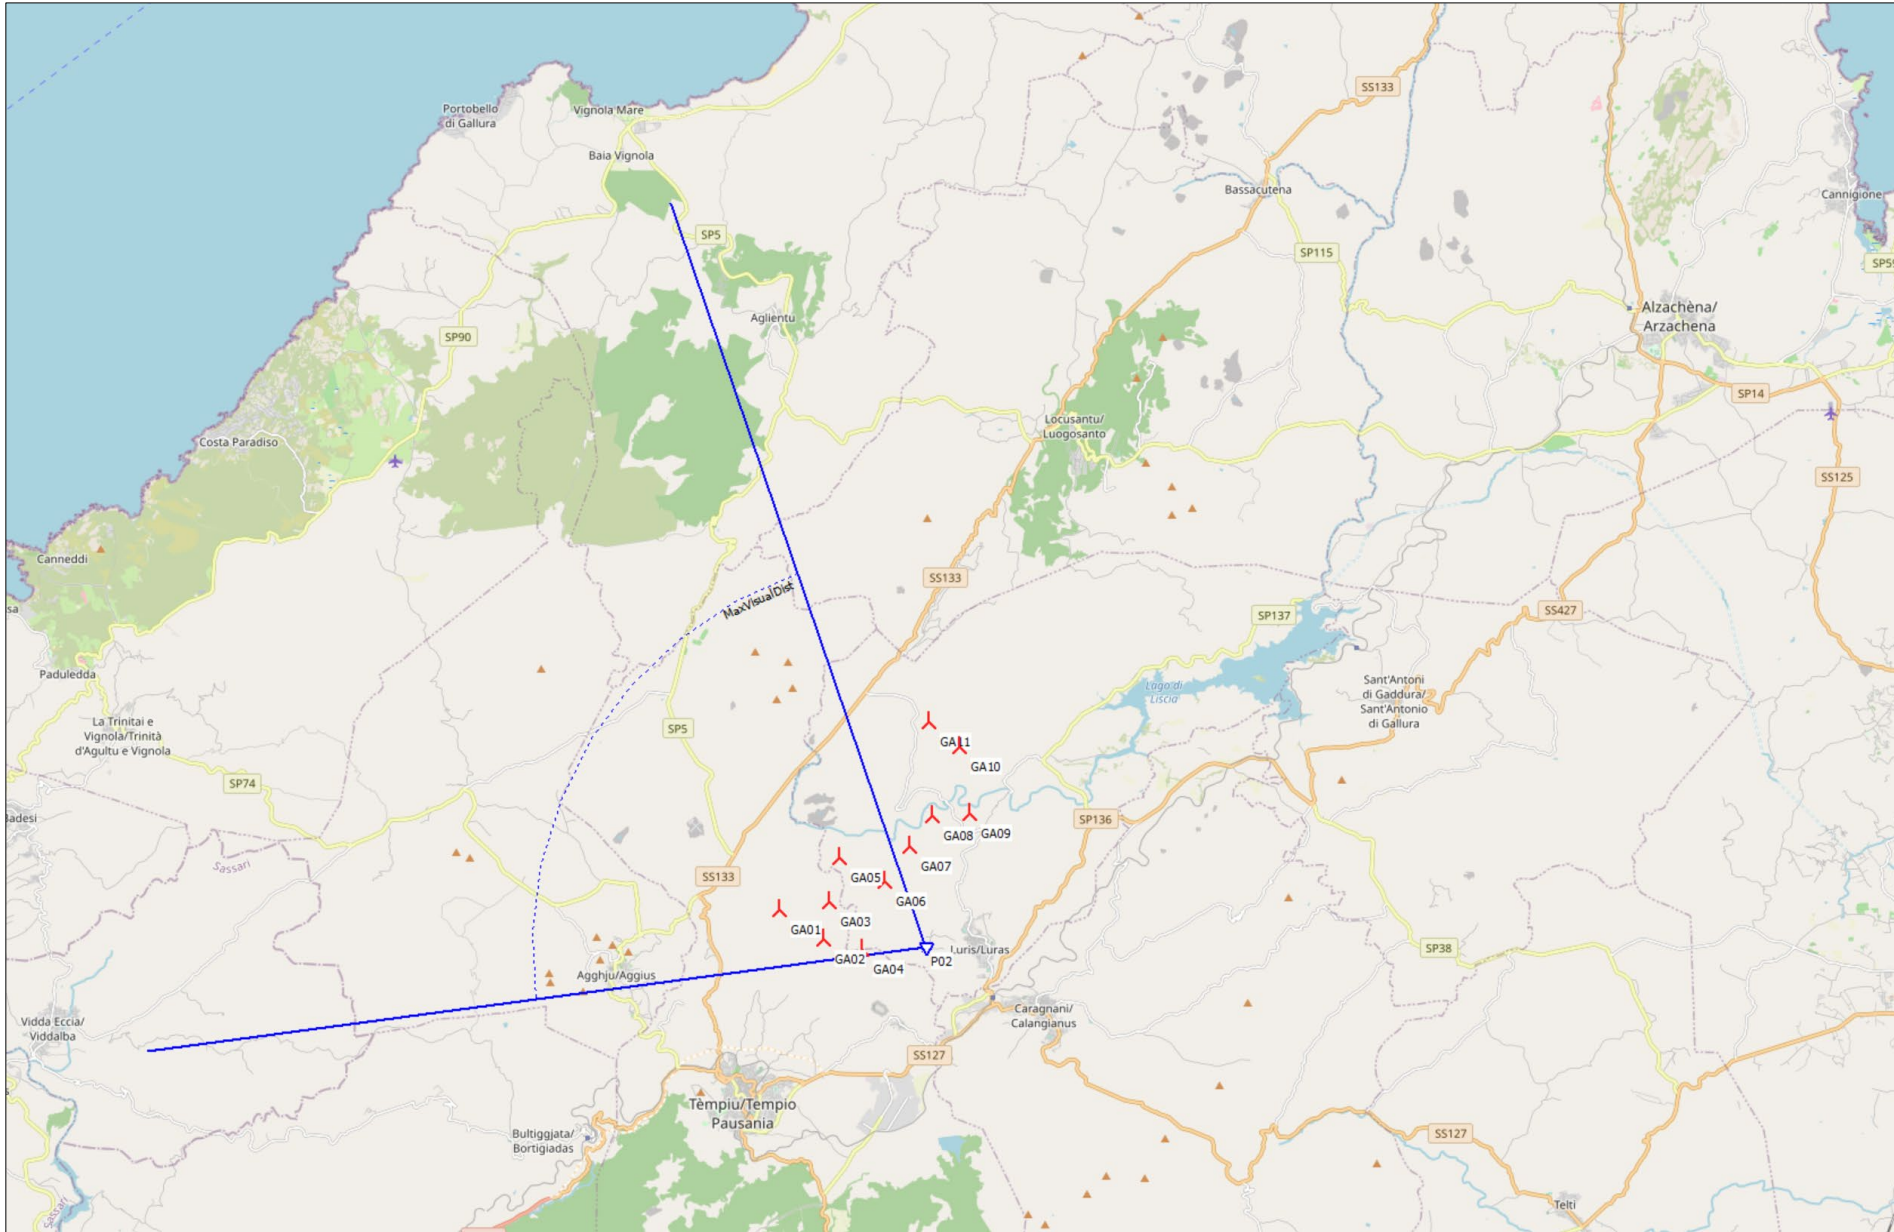 Portobello
di Gallura
Vignola Mare
Baia Vignola
SS133
Bassacutena
Cannigione
SP5
SP115
SP59
Aglientu
SP90
Alzachèna/
Arzachena
SP14
Costa Paradiso
Locusantu/
Luogosanto
SS125
Canneddi
SS133
MaxVisualDist
sa
SP137
SS427
Paduledda
La Trinitai e
Vignola/Trinità
d'Agultu e Vignola
SP5
Lago di
Liscia
Sant'Antoni
di Gaddura/
Sant'Antonio
di Gallura
GA11
GA10
SP74
Badesi
Sassari
GA08
GA09
SP136
GA07
GA05
SS133
GA06
GA03
GA01
GA02
GA04
P02
Luris/Luras
SP38
Agghju/Aggius
Vidda Eccia/
Viddalba
Caragnani/
Calangianus
SS127
Tèmpiu/Tempio
Pausania
Bultiggjata/
Bortigiadas
SS127
Sassari
Telti